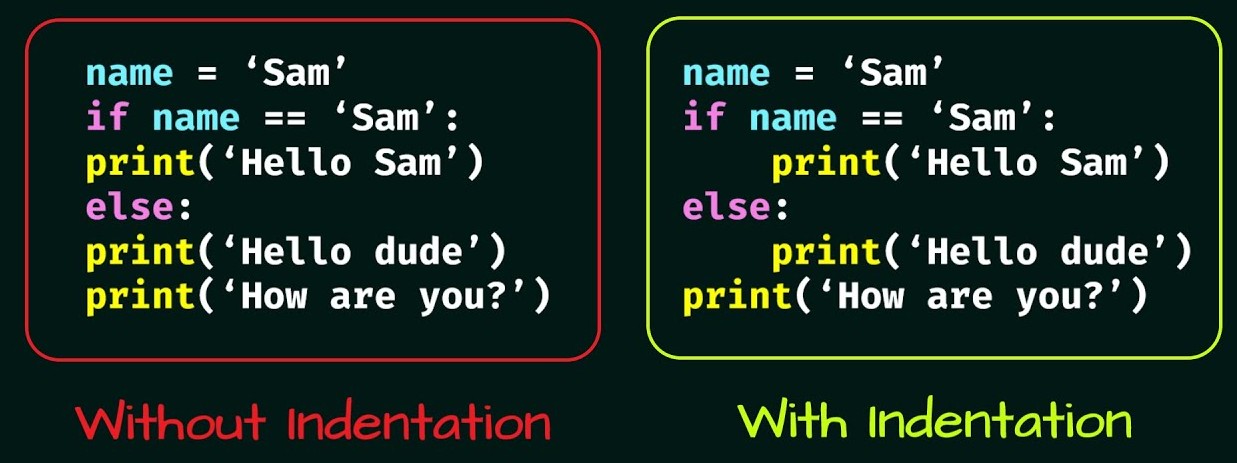 name = ‘Sam’
if name == ‘Sam’:
print(‘Hello Sam’)
else:
print(‘Hello dude’)
print(‘How are you?’)
Without Indentation
name = ‘Sam’
if name == ‘Sam’:
    print(‘Hello Sam’)
else:
    print(‘Hello dude’)
print(‘How are you?’)
With Indentation